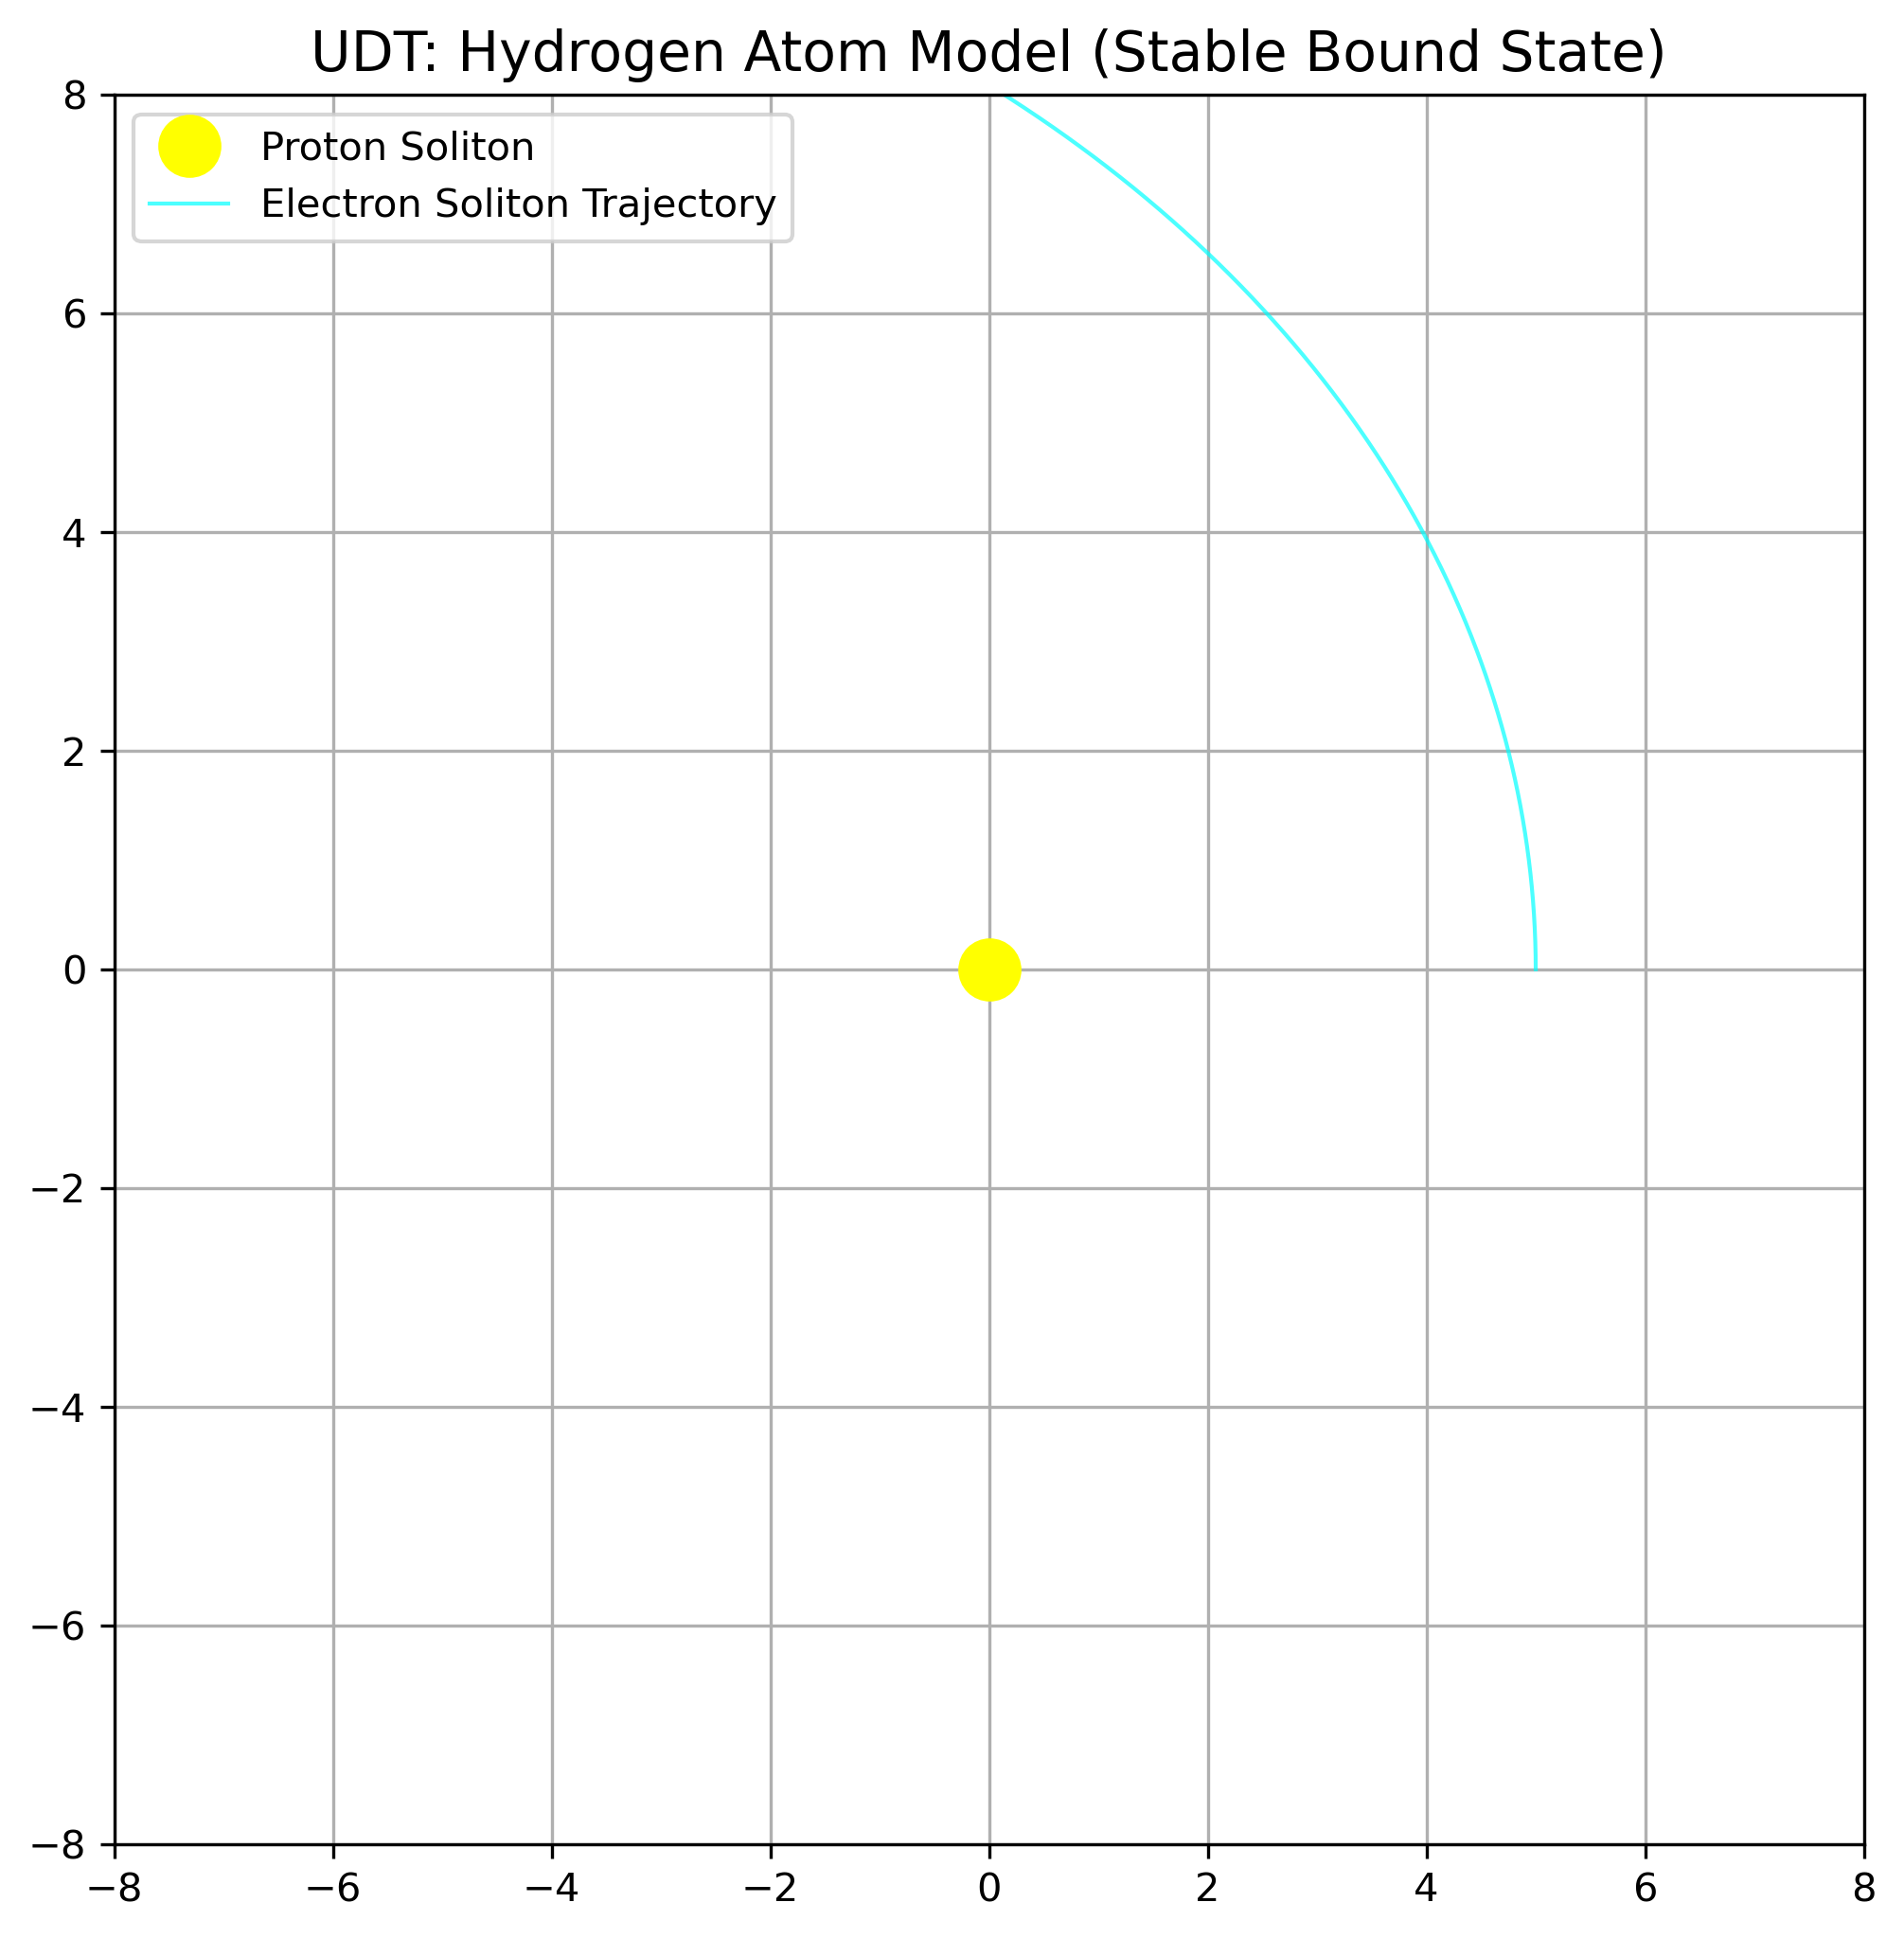 UDT: Hydrogen Atom Model (Stable Bound State)
Proton Soliton
Electron Soliton Trajectory
8
6
4
2
0
−2
−4
−6
−8
−8 −6 −4 −2 0 2 4 6 8